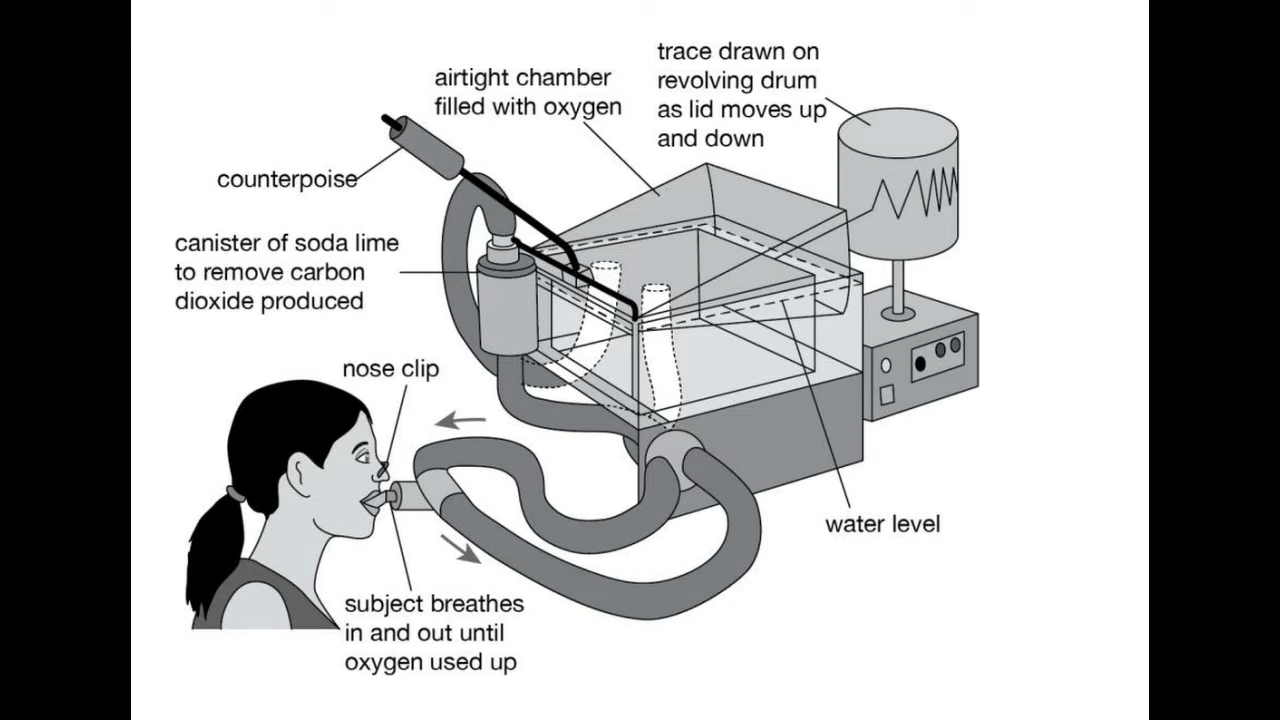 trace drawn on
revolving drum
as lid moves up
and down
airtight chamber
filled with oxygen
counterpoise
canister of soda lime
to remove carbon
dioxide produced
nose clip
water level
subject breathes
in and out until
oxygen used up